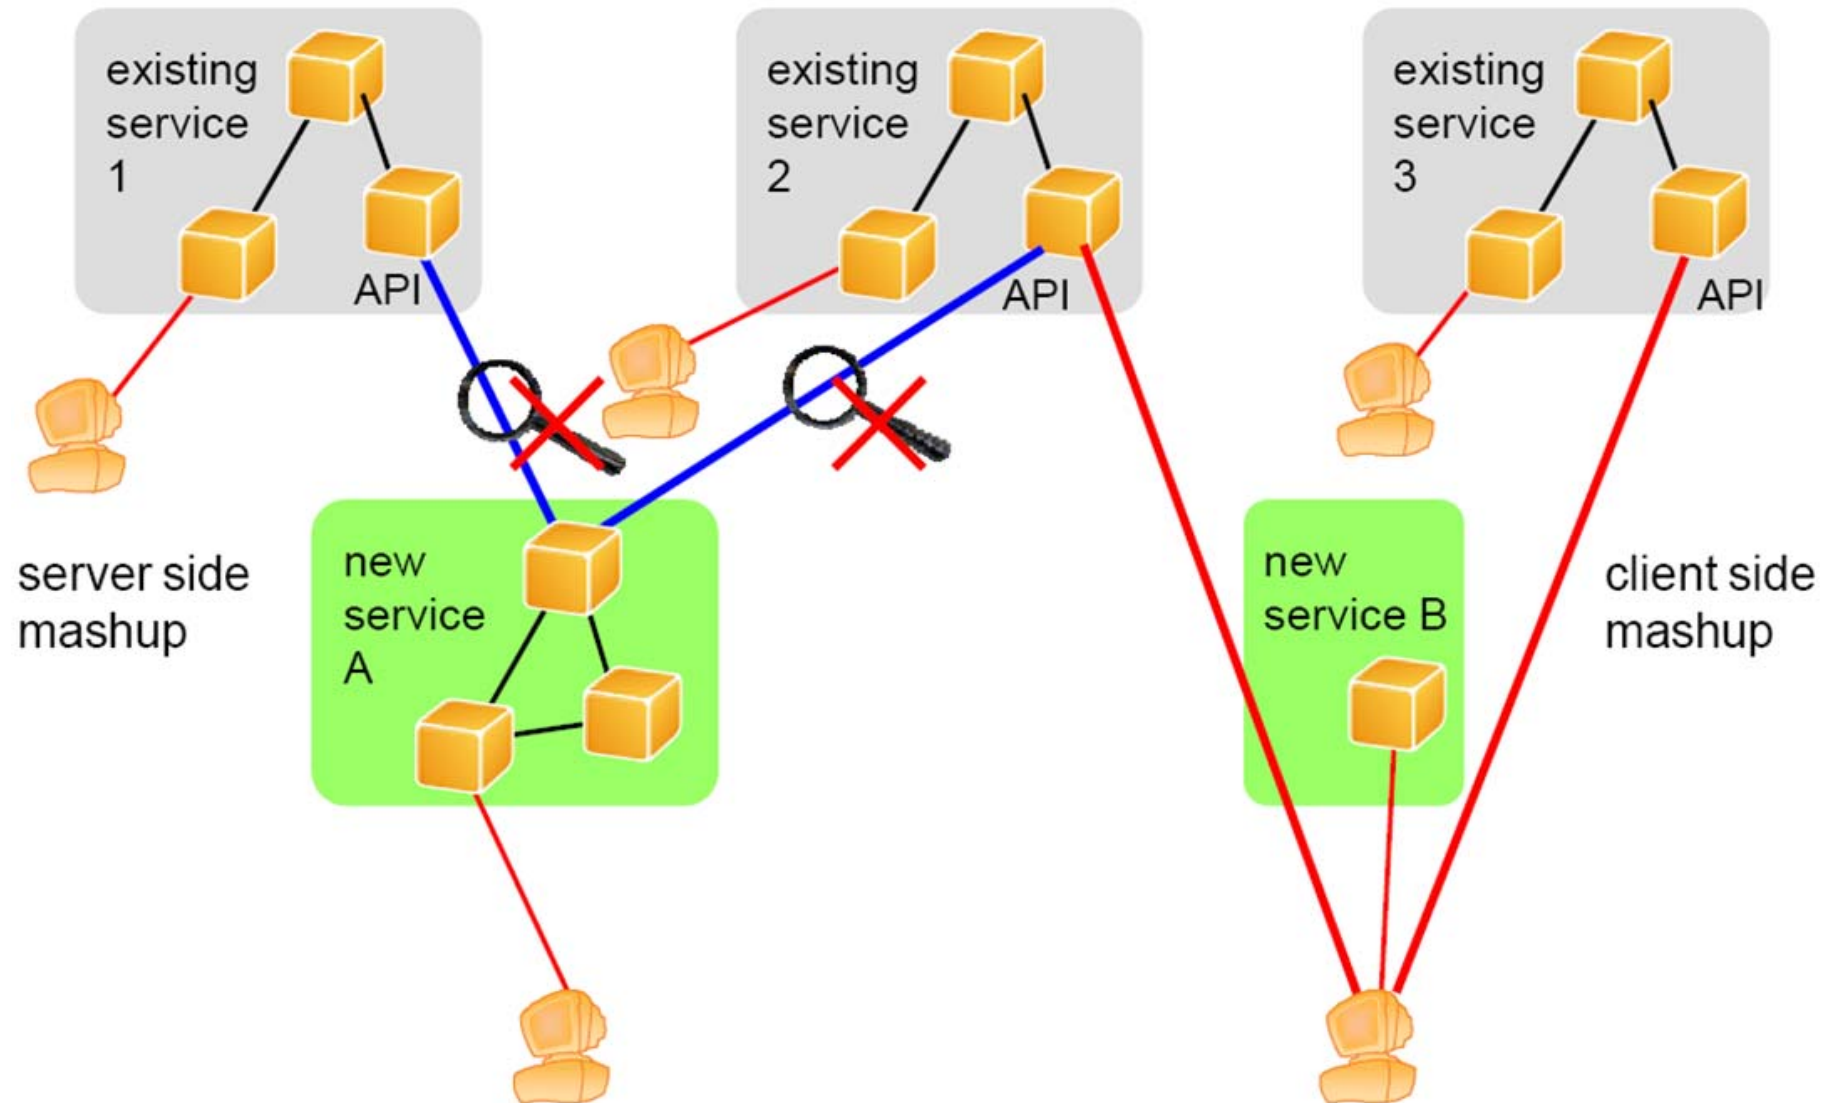 existing
service
1
API
existing
service
2
API
existing
service
3
API
server side
mashup
new
service
A
new
service B
client side
mashup